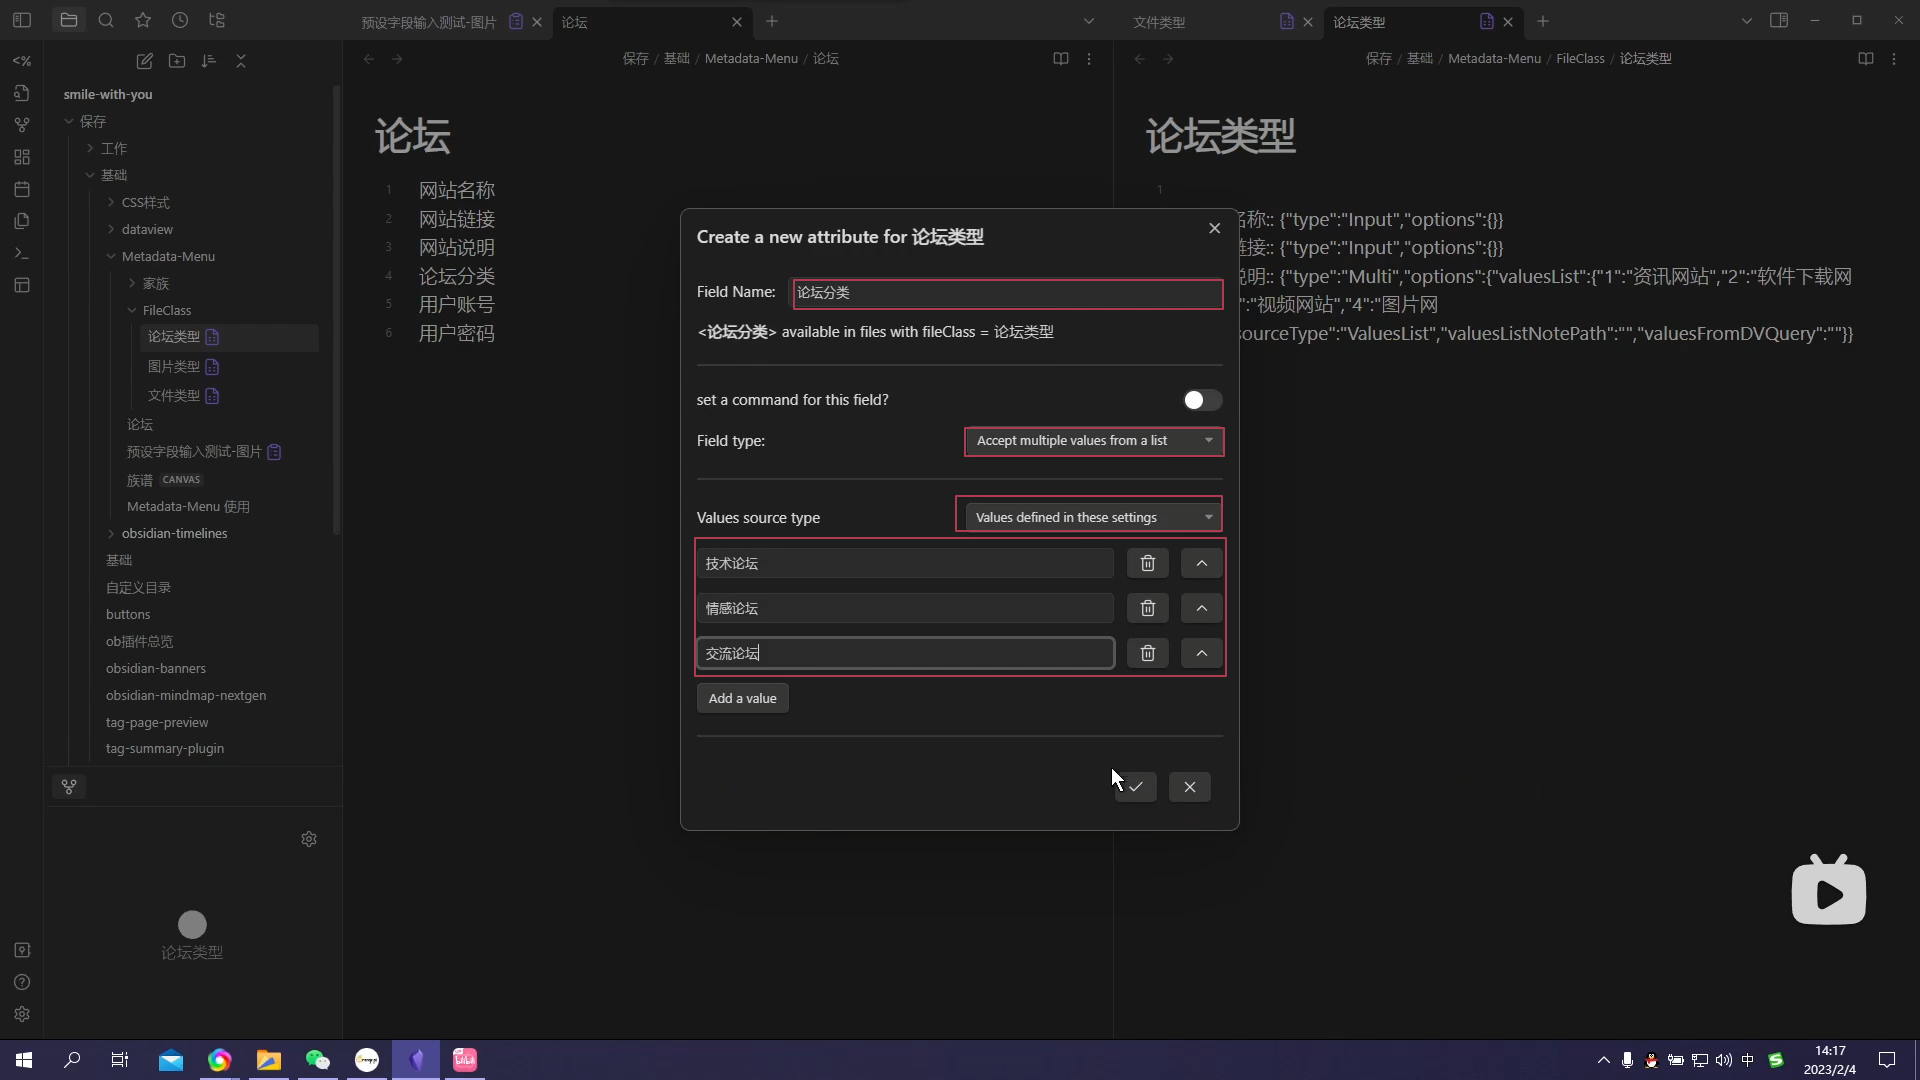 预设字段输入测试-图片
论坛
文件类型
论坛类型
保存 / 基础 / Metadata-Menu / 论坛
保存 / 基础 / Metadata-Menu / FileClass / 论坛类型
smile-with-you
保存
工作
基础
CSS样式
dataview
Metadata-Menu
家族
FileClass
论坛类型
图片类型
文件类型
论坛
预设字段输入测试-图片
族谱 CANVAS
Metadata-Menu 使用
obsidian-timelines
基础
自定义目录
buttons
ob插件总览
obsidian-banners
obsidian-mindmap-nextgen
tag-page-preview
tag-summary-plugin
论坛类型
论坛
1 网站名称
2 网站链接
3 网站说明
4 论坛分类
5 用户账号
6 用户密码
Create a new attribute for 论坛类型
Field Name: 论坛分类
<论坛分类> available in files with fileClass = 论坛类型
set a command for this field?
Field type: Accept multiple values from a list
Values source type Values defined in these settings
技术论坛
情感论坛
交流论坛
Add a value
论坛类型
1
名称:: {"type":"Input","options":{}}
链接:: {"type":"Input","options":{}}
说明:: {"type":"Multi","options":{"valuesList":{"1":"资讯网站","2":"软件下载网
":"视频网站","4":"图片网
sourceType":"ValuesList","valuesListNotePath":"","valuesFromDVQuery":""}}
bilibili
中
14:17
2023/2/4